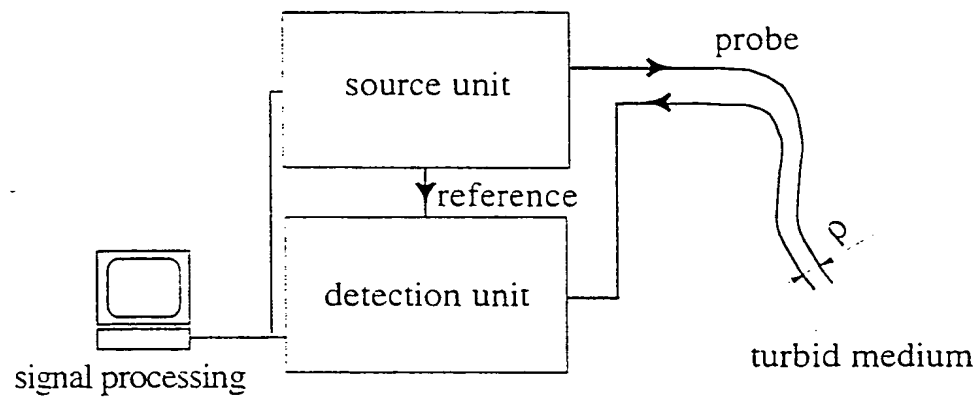 probe
source unit
reference
ρ
detection unit
turbid medium
signal processing